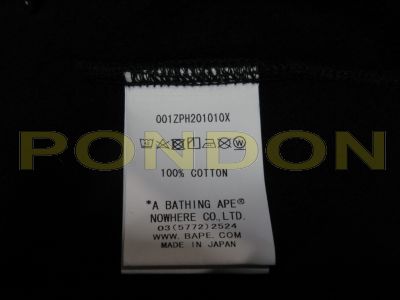 001ZPH201010X
PONDON
100% COTTON
*A BATHING APE®
NOWHERE CO.,LTD.
03(5772)2524
WWW.BAPE.COM
MADE IN JAPAN